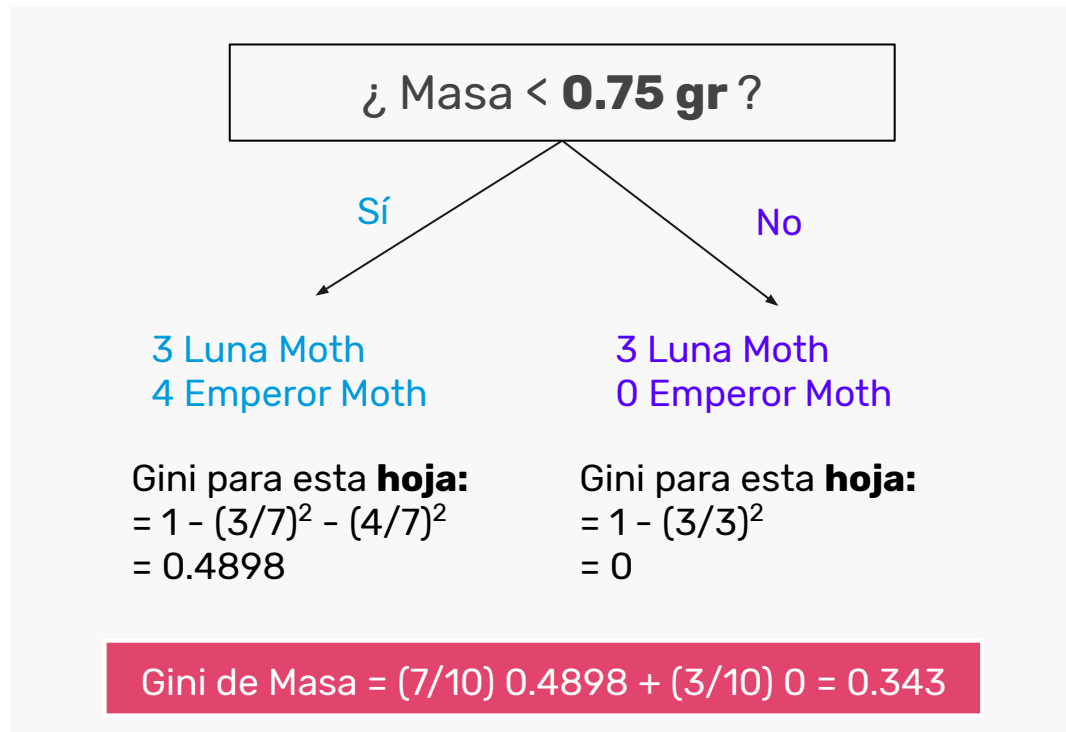 ¿ Masa < 0.75 gr ?
Sí
No
3 Luna Moth
4 Emperor Moth
3 Luna Moth
0 Emperor Moth
Gini para esta hoja:
= 1 - (3/7)² - (4/7)²
= 0.4898
Gini para esta hoja:
= 1 - (3/3)²
= 0
Gini de Masa = (7/10) 0.4898 + (3/10) 0 = 0.343